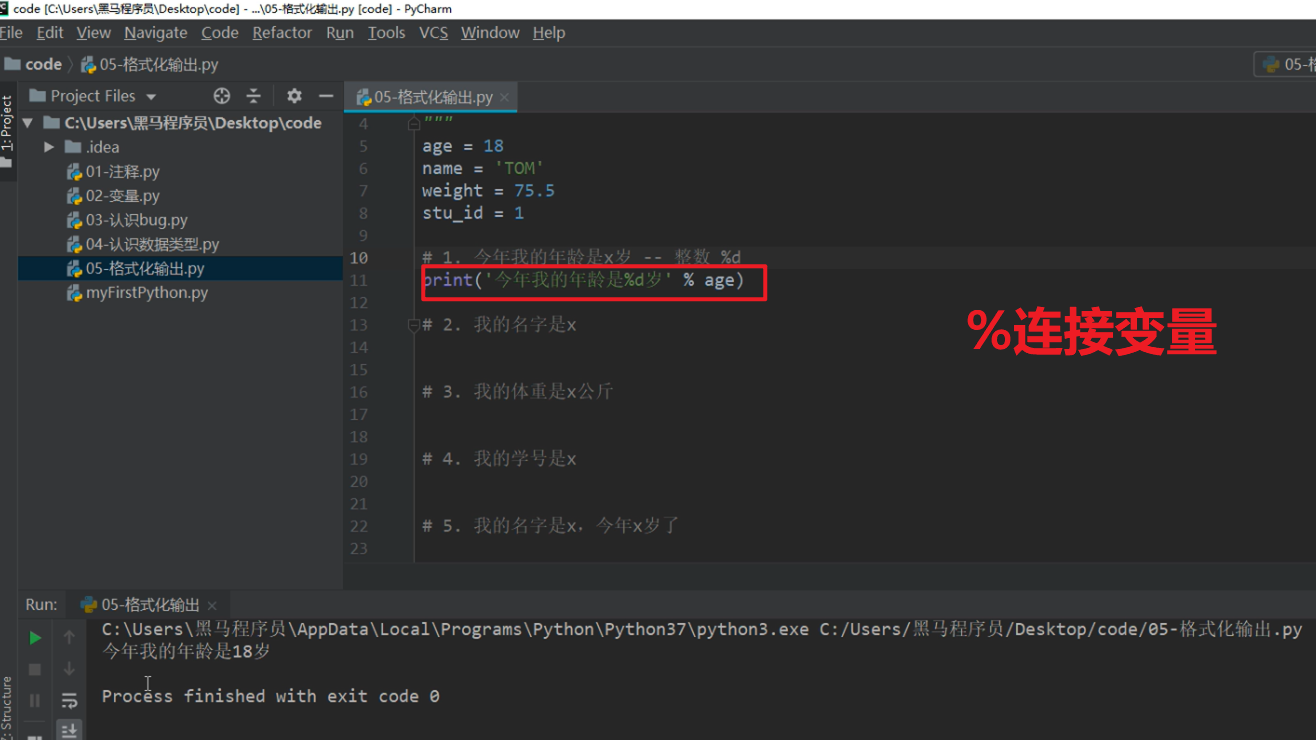 code [C:\Users\黑马程序员\Desktop\code] - ...\05-格式化输出.py [code] - PyCharm
File Edit View Navigate Code Refactor Run Tools VCS Window Help
code 05-格式化输出.py
05-格
1: Project
Project Files
05-格式化输出.py
C:\Users\黑马程序员\Desktop\code
.idea
01-注释.py
02-变量.py
03-认识bug.py
04-认识数据类型.py
05-格式化输出.py
myFirstPython.py
4 """
5 age = 18
6 name = 'TOM'
7 weight = 75.5
8 stu_id = 1
9
10 # 1. 今年我的年龄是x岁 -- 整数 %d
11 print('今年我的年龄是%d岁' % age)
12
13 # 2. 我的名字是x
14
15
16 # 3. 我的体重是x公斤
17
18
19 # 4. 我的学号是x
20
21
22 # 5. 我的名字是x，今年x岁了
23
%连接变量
Run: 05-格式化输出
C:\Users\黑马程序员\AppData\Local\Programs\Python\Python37\python3.exe C:/Users/黑马程序员/Desktop/code/05-格式化输出.py
今年我的年龄是18岁
Process finished with exit code 0
Structure